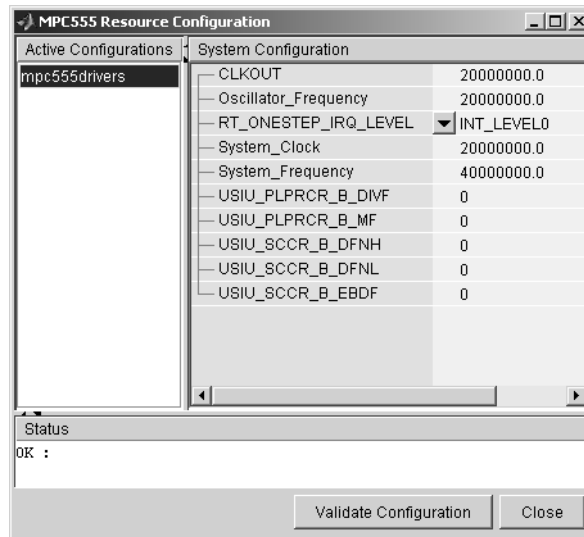 MPC555 Resource Configuration
Active Configurations
System Configuration
mpc555drivers
CLKOUT 20000000.0
Oscillator_Frequency 20000000.0
RT_ONESTEP_IRQ_LEVEL INT_LEVEL0
System_Clock 20000000.0
System_Frequency 40000000.0
USIU_PLPRCR_B_DIVF 0
USIU_PLPRCR_B_MF 0
USIU_SCCR_B_DFNH 0
USIU_SCCR_B_DFNL 0
USIU_SCCR_B_EBDF 0
Status
OK :
Validate Configuration Close